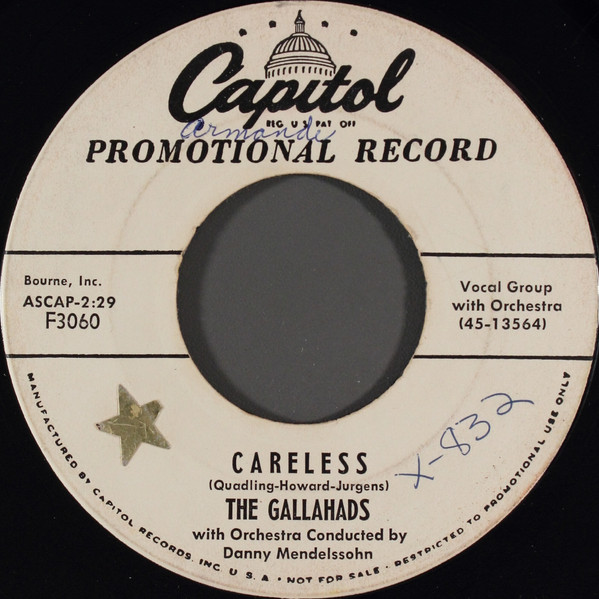 Capitol
REG. U.S. PAT. OFF.
Armande
PROMOTIONAL RECORD
Bourne, Inc.
ASCAP-2:29
F3060
Vocal Group
with Orchestra
(45-13564)
X-832
CARELESS
(Quadling-Howard-Jurgens)
THE GALLAHADS
with Orchestra Conducted by
Danny Mendelssohn
MANUFACTURED BY CAPITOL RECORDS, INC. U.S.A. • NOT FOR SALE - RESTRICTED TO PROMOTIONAL USE ONLY